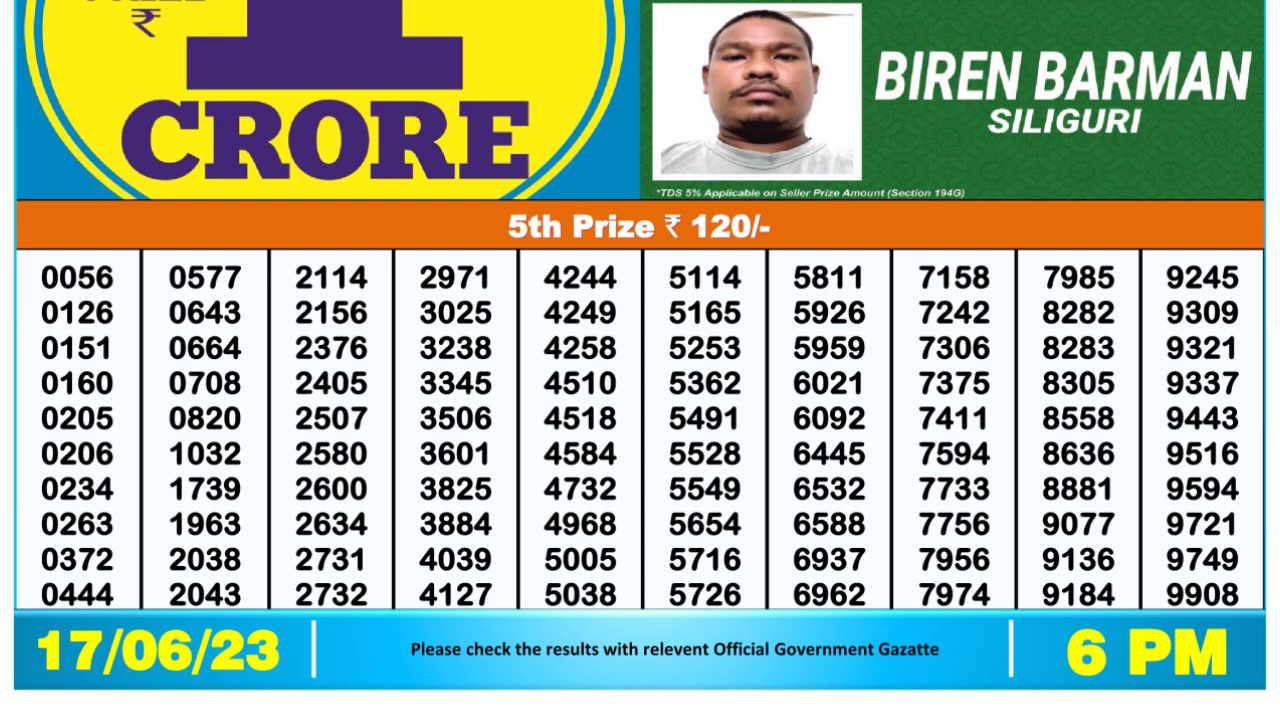 ₹
CRORE
BIREN BARMAN
SILIGURI
*TDS 5% Applicable on Seller Prize Amount (Section 194G)
5th Prize ₹ 120/-
0056 0577 2114 2971 4244 5114 5811 7158 7985 9245
0126 0643 2156 3025 4249 5165 5926 7242 8282 9309
0151 0664 2376 3238 4258 5253 5959 7306 8283 9321
0160 0708 2405 3345 4510 5362 6021 7375 8305 9337
0205 0820 2507 3506 4518 5491 6092 7411 8558 9443
0206 1032 2580 3601 4584 5528 6445 7594 8636 9516
0234 1739 2600 3825 4732 5549 6532 7733 8881 9594
0263 1963 2634 3884 4968 5654 6588 7756 9077 9721
0372 2038 2731 4039 5005 5716 6937 7956 9136 9749
0444 2043 2732 4127 5038 5726 6962 7974 9184 9908
17/06/23
Please check the results with relevent Official Government Gazatte
6 PM